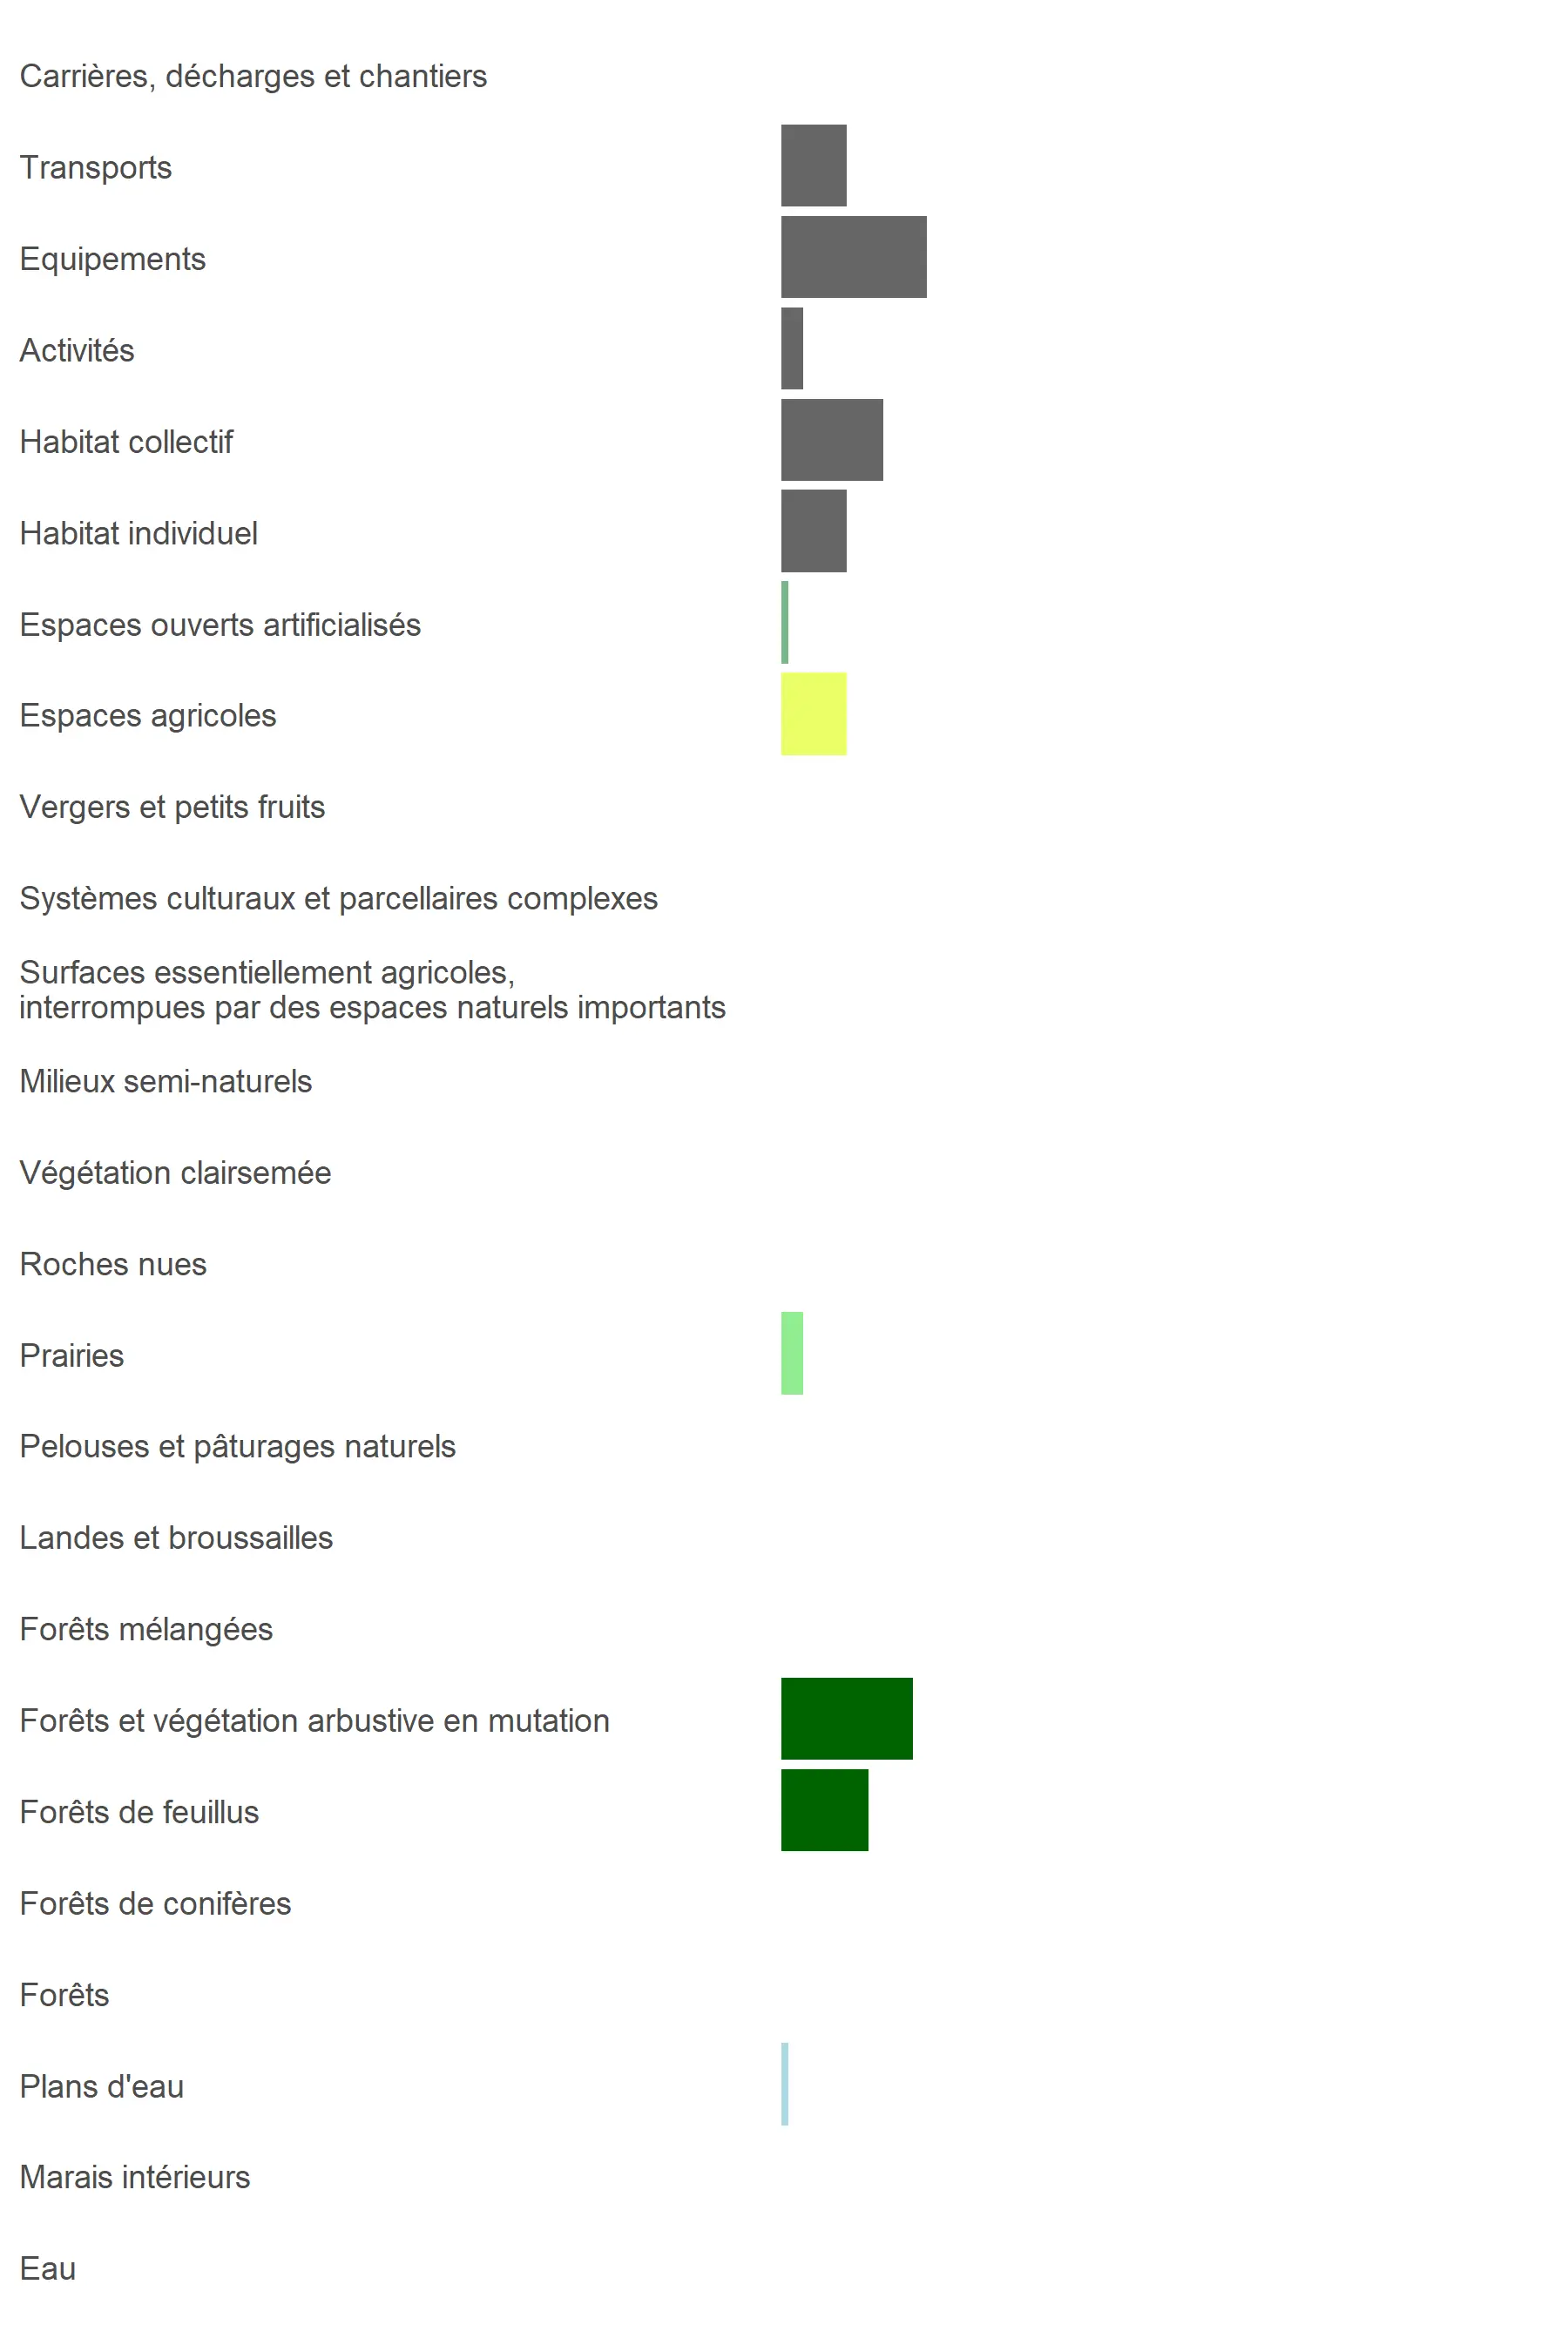 Carrières, décharges et chantiers
Transports
Equipements
Activités
Habitat collectif
Habitat individuel
Espaces ouverts artificialisés
Espaces agricoles
Vergers et petits fruits
Systèmes culturaux et parcellaires complexes
Surfaces essentiellement agricoles,
interrompues par des espaces naturels importants
Milieux semi-naturels
Végétation clairsemée
Roches nues
Prairies
Pelouses et pâturages naturels
Landes et broussailles
Forêts mélangées
Forêts et végétation arbustive en mutation
Forêts de feuillus
Forêts de conifères
Forêts
Plans d'eau
Marais intérieurs
Eau